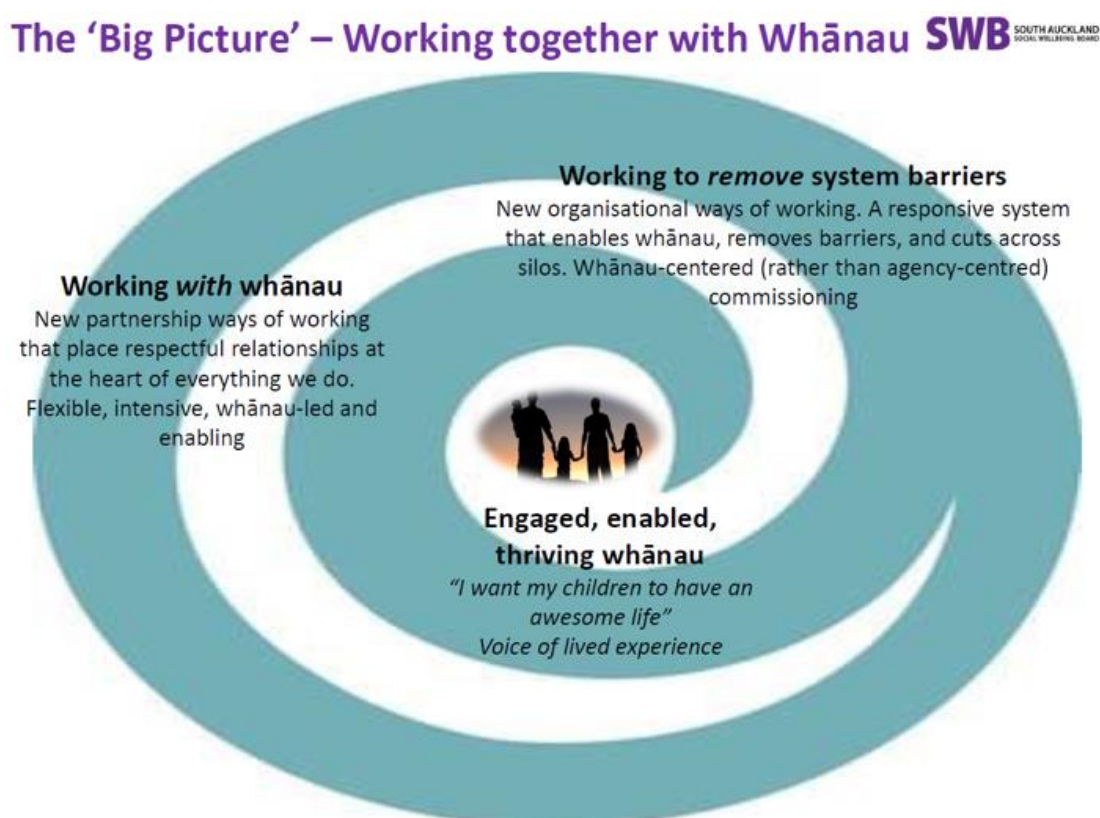 The ‘Big Picture’ – Working together with Whānau
SWB SOUTH AUCKLAND
SOCIAL WELLBEING BOARD
Working to remove system barriers
New organisational ways of working. A responsive system
that enables whānau, removes barriers, and cuts across
silos. Whānau-centered (rather than agency-centred)
commissioning
Working with whānau
New partnership ways of working
that place respectful relationships at
the heart of everything we do.
Flexible, intensive, whānau-led and
enabling
Engaged, enabled,
thriving whānau
“I want my children to have an
awesome life”
Voice of lived experience